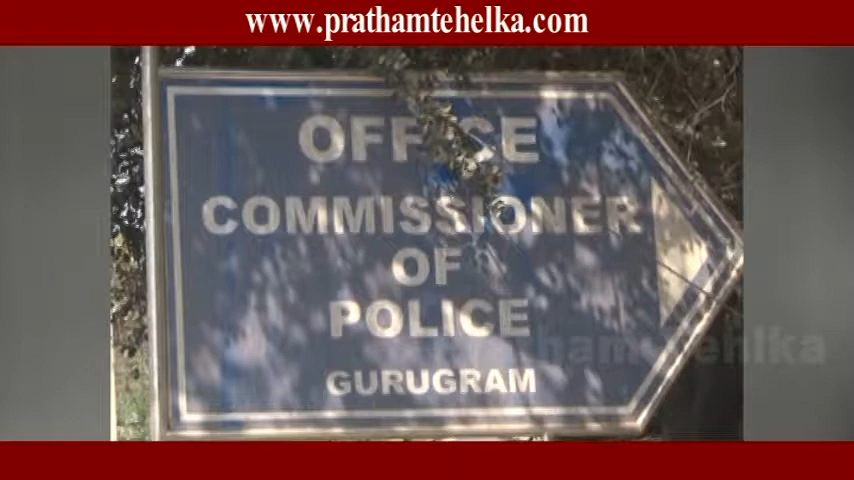 www.prathamtehelka.com
OFFICE
COMMISSIONER
OF
POLICE
GURUGRAM